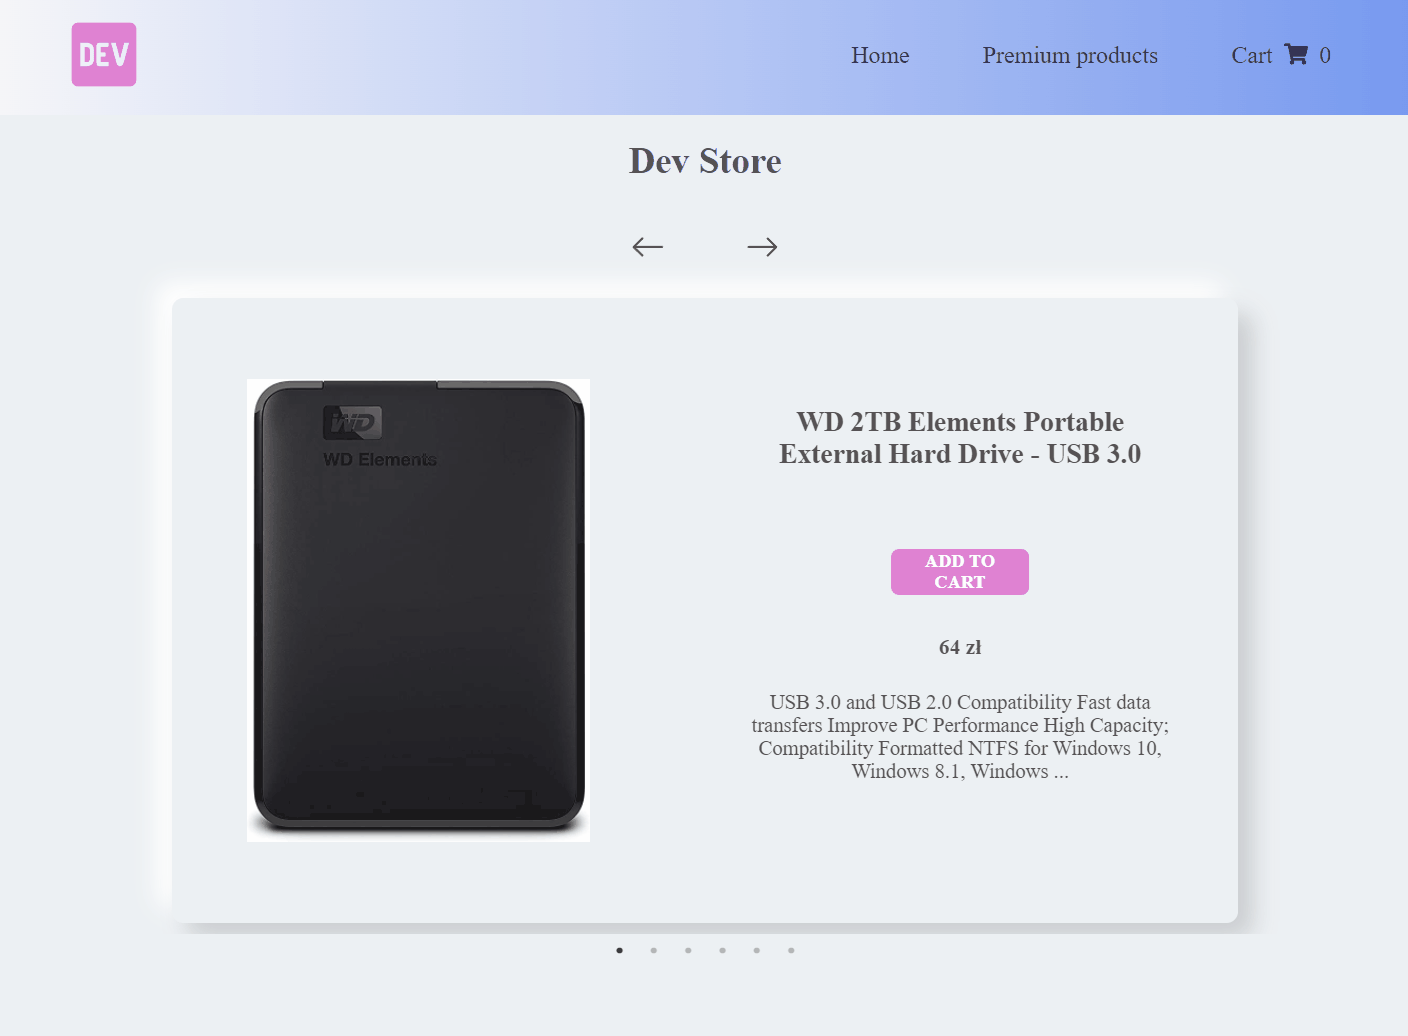 DEV
Home
Premium products
Cart 0
Dev Store
WD
WD Elements
WD 2TB Elements Portable
External Hard Drive - USB 3.0
ADD TO
CART
64 zł
USB 3.0 and USB 2.0 Compatibility Fast data
transfers Improve PC Performance High Capacity;
Compatibility Formatted NTFS for Windows 10,
Windows 8.1, Windows ...